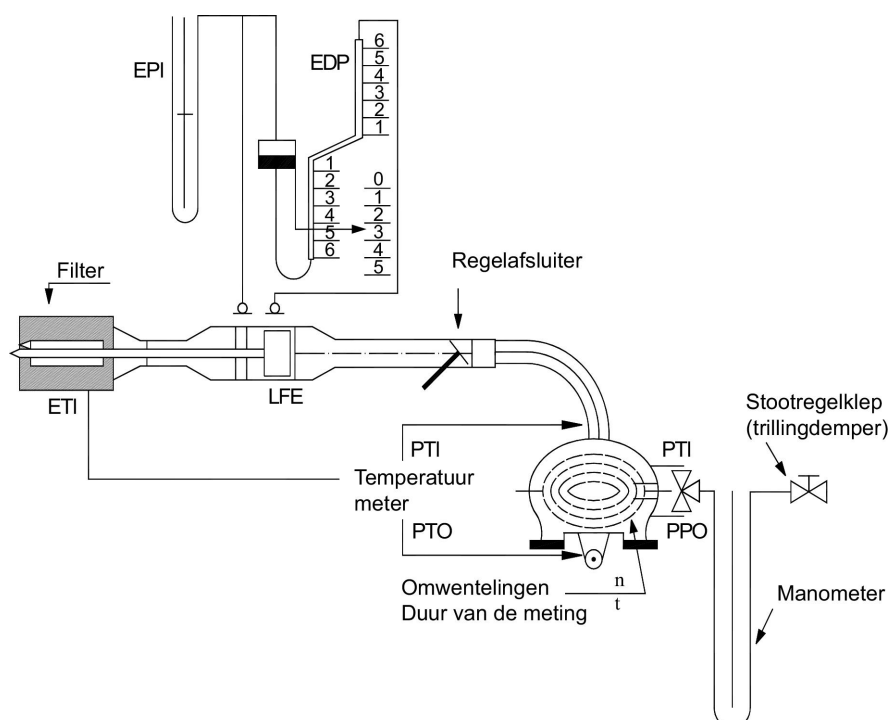 EPI
EDP
6
5
4
3
2
1
1
2
3
4
5
6
0
1
2
3
4
5
Filter
Regelafsluiter
ETI
LFE
Stootregelklep
(trillingdemper)
PTI
PTI
Temperatuur
meter
PTO
PPO
Omwentelingen
n
Duur van de meting
t
Manometer